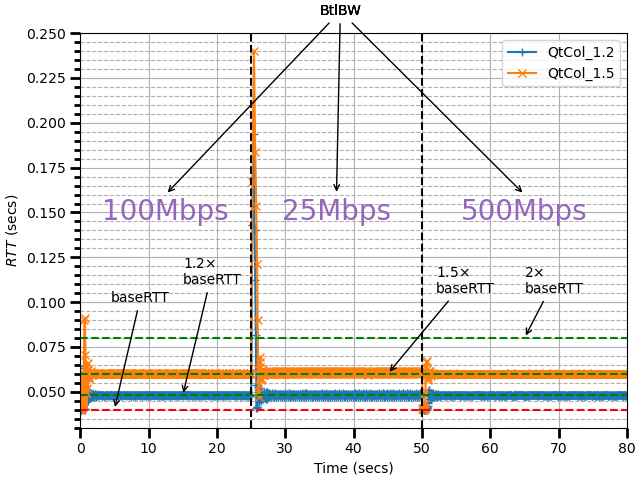 BtlBW
0.250
0.225
0.200
0.175
0.150
0.125
0.100
0.075
0.050
RTT (secs)
QtCol_1.2
QtCol_1.5
100Mbps
25Mbps
500Mbps
baseRTT
1.2×
baseRTT
1.5×
baseRTT
2×
baseRTT
0
10
20
30
40
50
60
70
80
Time (secs)